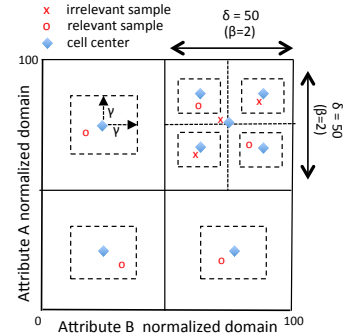 x irrelevant sample
o relevant sample
cell center
δ = 50
(β=2)
100
δ = 50
(β=2)
γ
γ
x
x
x
o
o
o
o
o
Attribute A normalized domain
0
100
Attribute B normalized domain